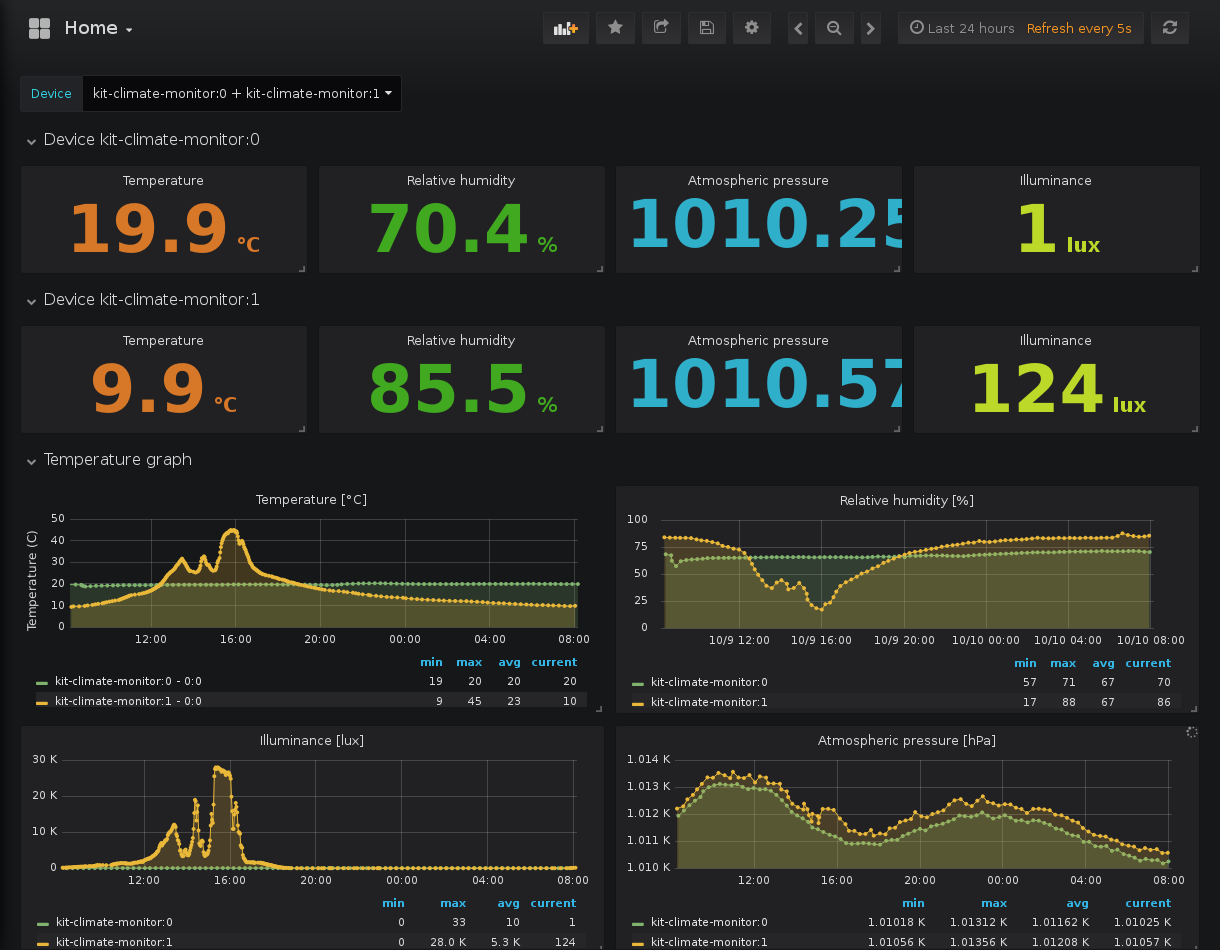 Home
Last 24 hours Refresh every 5s
Device kit-climate-monitor:0 + kit-climate-monitor:1
Device kit-climate-monitor:0
Temperature Relative humidity Atmospheric pressure Illuminance
19.9 °C 70.4 % 1010.25 1 lux
Device kit-climate-monitor:1
Temperature Relative humidity Atmospheric pressure Illuminance
9.9 °C 85.5 % 1010.57 124 lux
Temperature graph
Temperature [°C]
Temperature (C)
50
40
30
20
10
0
12:00 16:00 20:00 00:00 04:00 08:00
min max avg current
kit-climate-monitor:0 - 0:0 19 20 20 20
kit-climate-monitor:1 - 0:0 9 45 23 10
Relative humidity [%]
100
75
50
25
0
10/9 12:00 10/9 16:00 10/9 20:00 10/10 00:00 10/10 04:00 10/10 08:00
min max avg current
kit-climate-monitor:0 57 71 67 70
kit-climate-monitor:1 17 88 67 86
Illuminance [lux]
30 K
20 K
10 K
0
12:00 16:00 20:00 00:00 04:00 08:00
min max avg current
kit-climate-monitor:0 0 33 10 1
kit-climate-monitor:1 0 28.0 K 5.3 K 124
Atmospheric pressure [hPa]
1.014 K
1.013 K
1.012 K
1.011 K
1.010 K
12:00 16:00 20:00 00:00 04:00 08:00
min max avg current
kit-climate-monitor:0 1.01018 K 1.01312 K 1.01162 K 1.01025 K
kit-climate-monitor:1 1.01056 K 1.01356 K 1.01208 K 1.01057 K